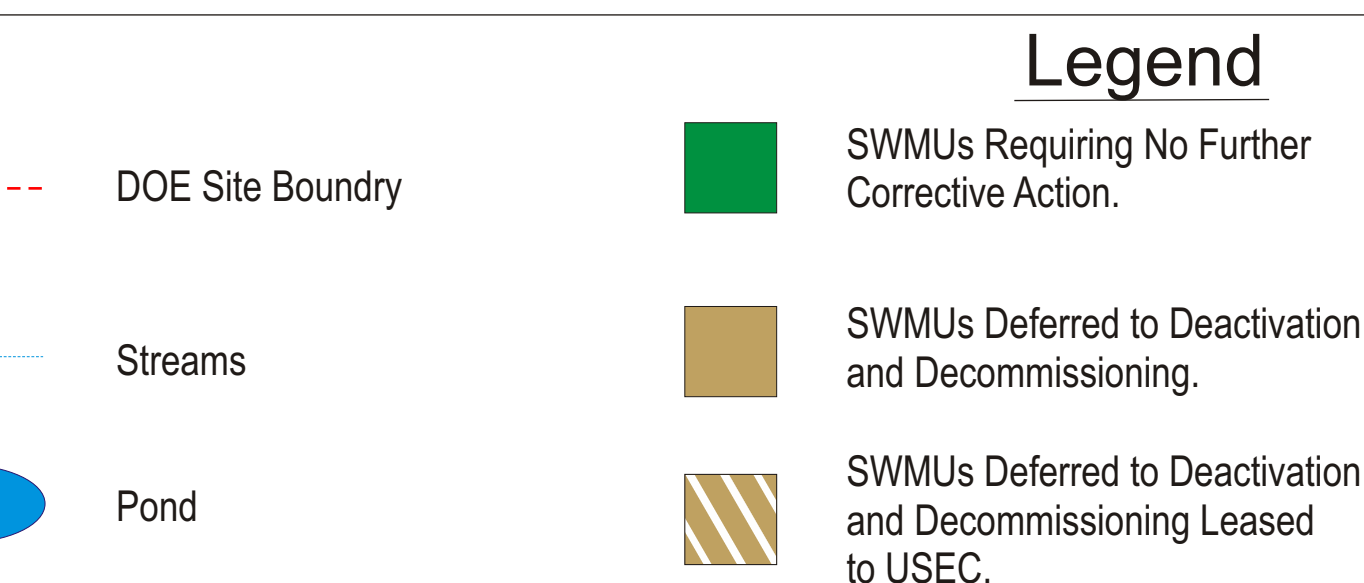 Legend
DOE Site Boundry
Streams
Pond
SWMUs Requiring No Further
Corrective Action.
SWMUs Deferred to Deactivation
and Decommissioning.
SWMUs Deferred to Deactivation
and Decommissioning Leased
to USEC.